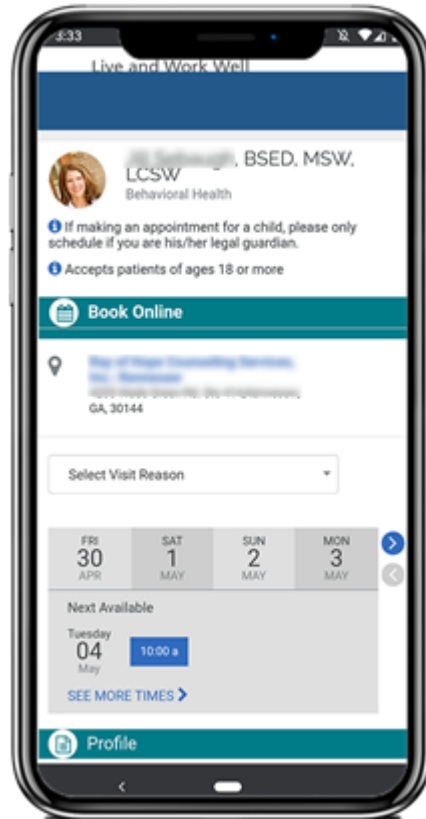 3:33
Live and Work Well
, BSED, MSW,
LCSW
Behavioral Health
If making an appointment for a child, please only
schedule if you are his/her legal guardian.
Accepts patients of ages 18 or more
Book Online
GA, 30144
Select Visit Reason
FRI SAT SUN MON
30 1 2 3
APR MAY MAY MAY
Next Available
Tuesday
04
May
10:00 a
SEE MORE TIMES
Profile